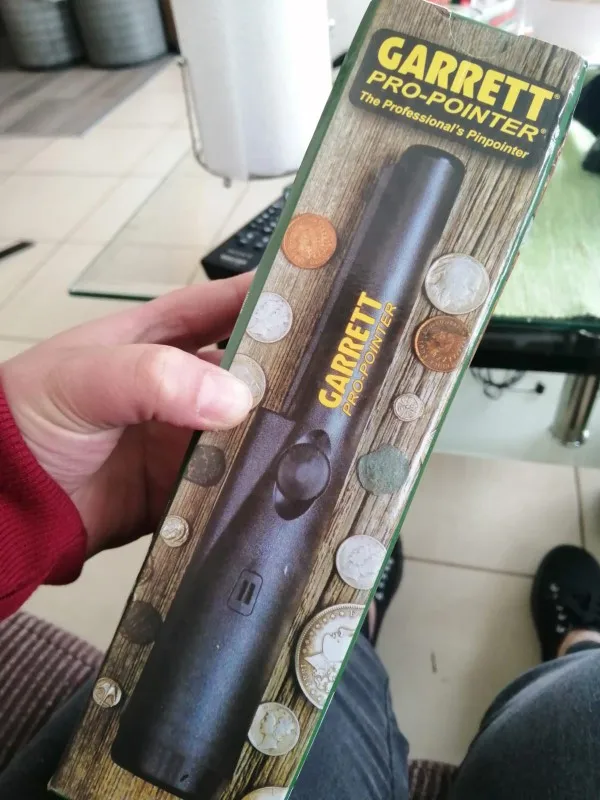 GARRETT®
PRO-POINTER®
The Professional's Pinpointer
GARRETT
PRO-POINTER